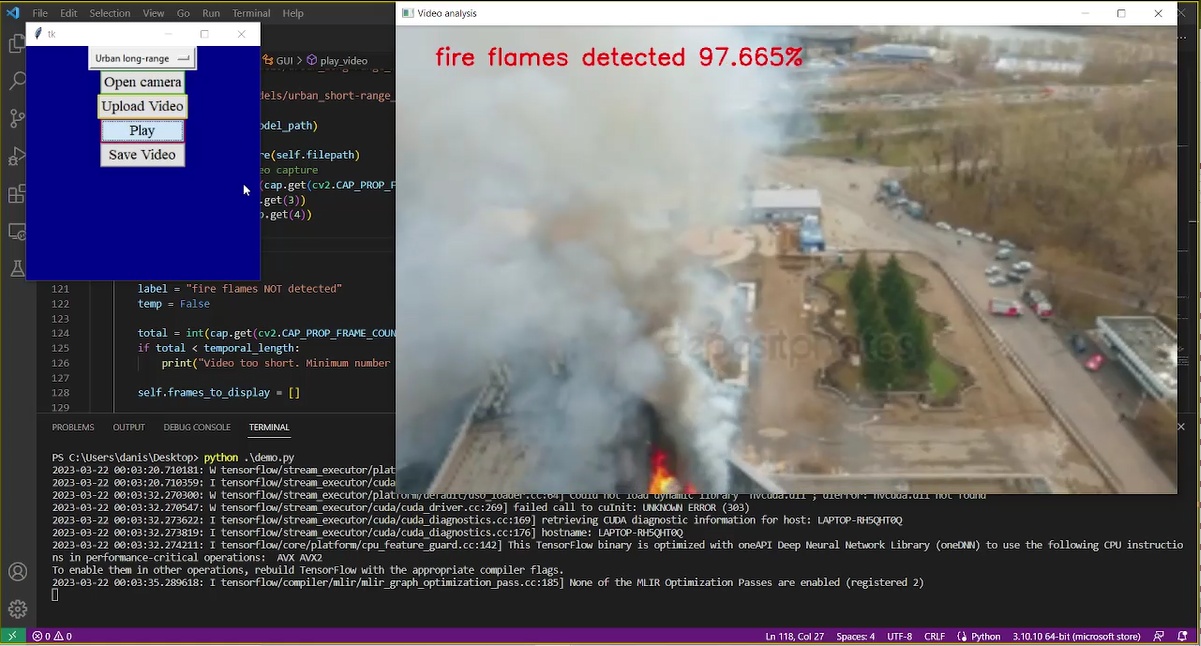 File Edit Selection View Go Run Terminal Help
tk
Urban long-range
Open camera
Upload Video
Play
Save Video
Video analysis
fire flames detected 97.665%
depositphotos
GUI > play_video
dels/urban_short-range_
odel_path)
re(self.filepath)
eo capture
(cap.get(cv2.CAP_PROP_F
.get(3))
p.get(4))
121 label = "fire flames NOT detected"
122 temp = False
123
124 total = int(cap.get(cv2.CAP_PROP_FRAME_COUN
125 if total < temporal_length:
126 print("Video too short. Minimum number
127
128 self.frames_to_display = []
129
PROBLEMS OUTPUT DEBUG CONSOLE TERMINAL
PS C:\Users\danis\Desktop> python .\demo.py
2023-03-22 00:03:20.710181: W tensorflow/stream_executor/plat
2023-03-22 00:03:20.710359: I tensorflow/stream_executor/cuda
2023-03-22 00:03:32.270300: W tensorflow/stream_executor/platform/default/dso_loader.cc:64] Could not load dynamic library 'nvcuda.dll'; dlerror: nvcuda.dll not found
2023-03-22 00:03:32.270547: W tensorflow/stream_executor/cuda/cuda_driver.cc:269] failed call to cuInit: UNKNOWN ERROR (303)
2023-03-22 00:03:32.273622: I tensorflow/stream_executor/cuda/cuda_diagnostics.cc:169] retrieving CUDA diagnostic information for host: LAPTOP-RH5QHT0Q
2023-03-22 00:03:32.273819: I tensorflow/stream_executor/cuda/cuda_diagnostics.cc:176] hostname: LAPTOP-RH5QHT0Q
2023-03-22 00:03:32.274211: I tensorflow/core/platform/cpu_feature_guard.cc:142] This TensorFlow binary is optimized with oneAPI Deep Neural Network Library (oneDNN) to use the following CPU instructio
ns in performance-critical operations: AVX AVX2
To enable them in other operations, rebuild TensorFlow with the appropriate compiler flags.
2023-03-22 00:03:35.289618: I tensorflow/compiler/mlir/mlir_graph_optimization_pass.cc:185] None of the MLIR Optimization Passes are enabled (registered 2)
0 0 Ln 118, Col 27 Spaces: 4 UTF-8 CRLF Python 3.10.10 64-bit (microsoft store)